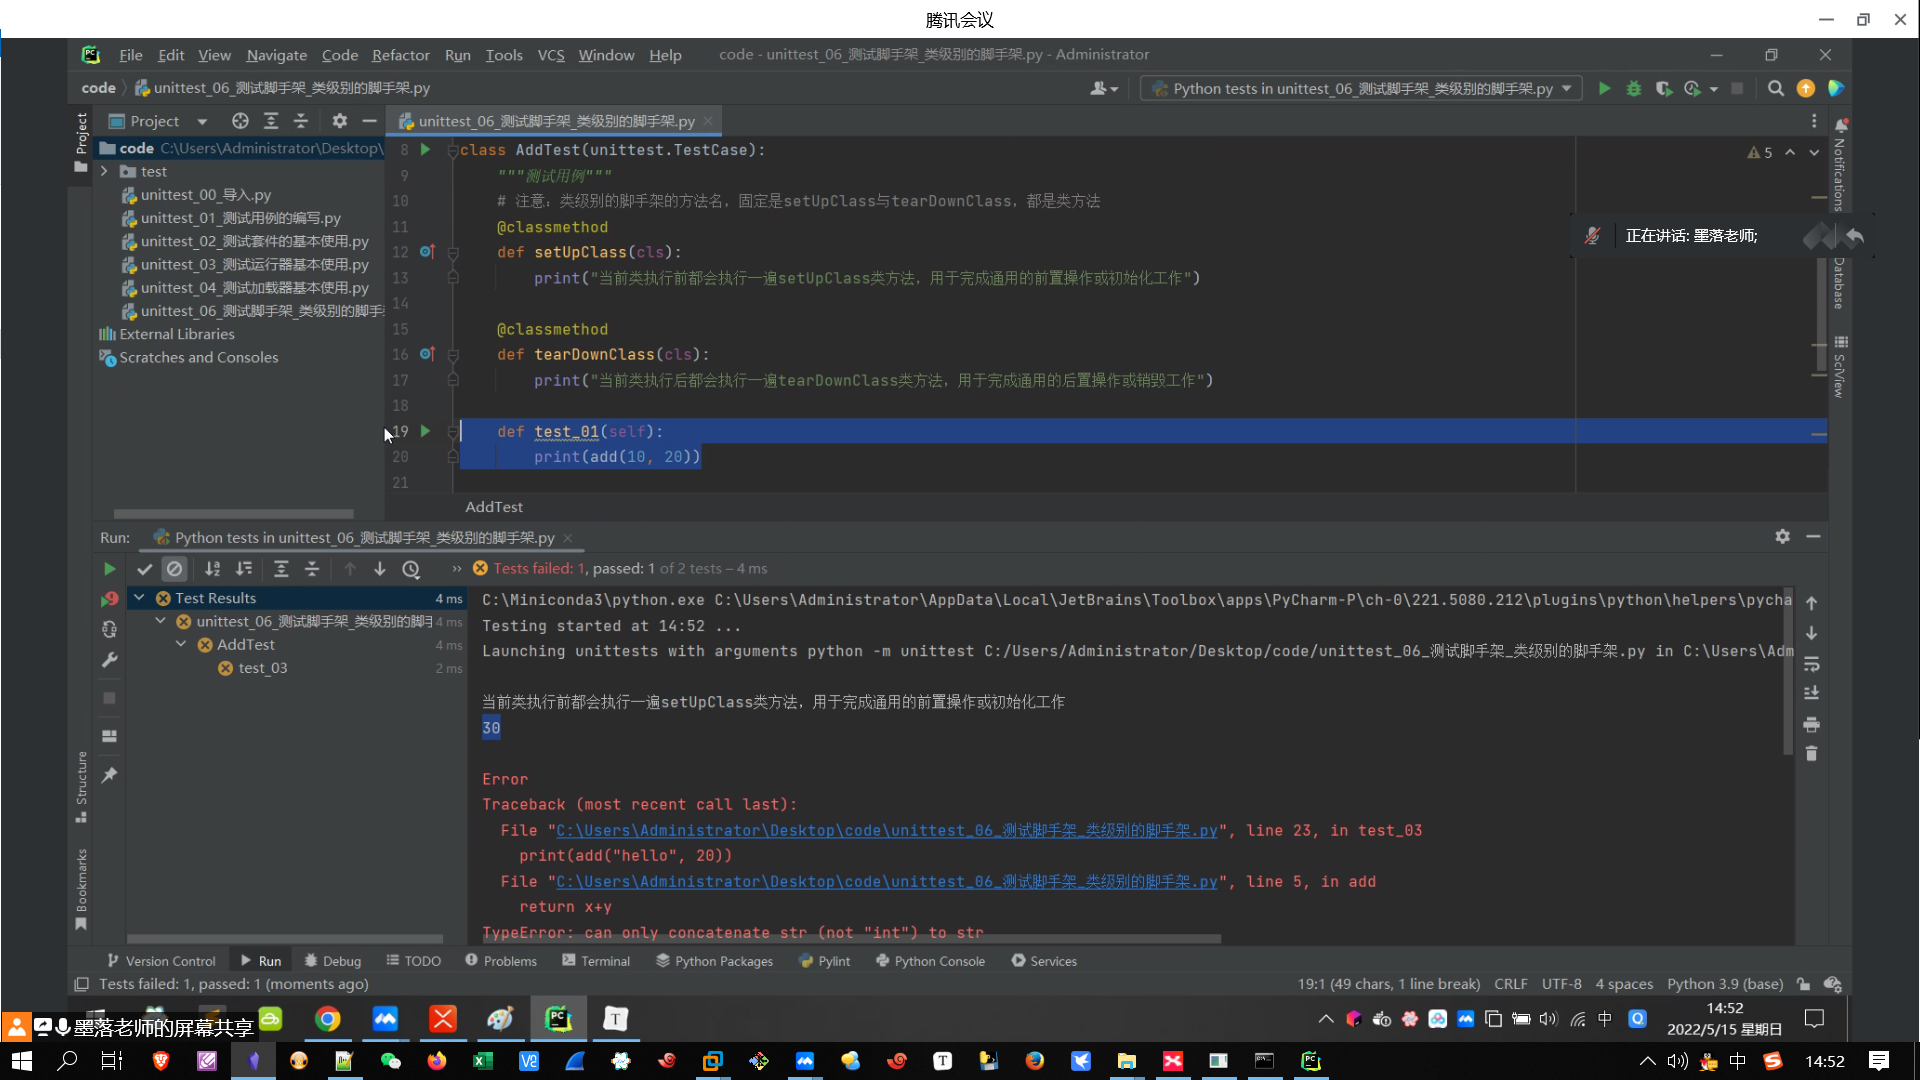 腾讯会议
File Edit View Navigate Code Refactor Run Tools VCS Window Help code - unittest_06_测试脚手架_类级别的脚手架.py - Administrator
code unittest_06_测试脚手架_类级别的脚手架.py
Python tests in unittest_06_测试脚手架_类级别的脚手架.py
Project
Project
unittest_06_测试脚手架_类级别的脚手架.py
code C:\Users\Administrator\Desktop\
test
unittest_00_导入.py
unittest_01_测试用例的编写.py
unittest_02_测试套件的基本使用.py
unittest_03_测试运行器基本使用.py
unittest_04_测试加载器基本使用.py
unittest_06_测试脚手架_类级别的脚手
External Libraries
Scratches and Consoles
8 class AddTest(unittest.TestCase):
9 """测试用例"""
10 # 注意：类级别的脚手架的方法名，固定是setUpClass与tearDownClass，都是类方法
11 @classmethod
12 def setUpClass(cls):
13 print("当前类执行前都会执行一遍setUpClass类方法，用于完成通用的前置操作或初始化工作")
14
15 @classmethod
16 def tearDownClass(cls):
17 print("当前类执行后都会执行一遍tearDownClass类方法，用于完成通用的后置操作或销毁工作")
18
19 def test_01(self):
20 print(add(10, 20))
21
AddTest
5
Notifications
正在讲话: 墨落老师;
Database
SciView
Run: Python tests in unittest_06_测试脚手架_类级别的脚手架.py
Tests failed: 1, passed: 1 of 2 tests – 4 ms
Test Results 4 ms
unittest_06_测试脚手架_类级别的脚 4 ms
AddTest 4 ms
test_03 2 ms
C:\Miniconda3\python.exe C:\Users\Administrator\AppData\Local\JetBrains\Toolbox\apps\PyCharm-P\ch-0\221.5080.212\plugins\python\helpers\pycha
Testing started at 14:52 ...
Launching unittests with arguments python -m unittest C:/Users/Administrator/Desktop/code/unittest_06_测试脚手架_类级别的脚手架.py in C:\Users\Adm
当前类执行前都会执行一遍setUpClass类方法，用于完成通用的前置操作或初始化工作
30
Error
Traceback (most recent call last):
File "C:\Users\Administrator\Desktop\code\unittest_06_测试脚手架_类级别的脚手架.py", line 23, in test_03
print(add("hello", 20))
File "C:\Users\Administrator\Desktop\code\unittest_06_测试脚手架_类级别的脚手架.py", line 5, in add
return x+y
TypeError: can only concatenate str (not "int") to str
Structure
Bookmarks
Version Control Run Debug TODO Problems Terminal Python Packages Pylint Python Console Services
Tests failed: 1, passed: 1 (moments ago) 19:1 (49 chars, 1 line break) CRLF UTF-8 4 spaces Python 3.9 (base)
墨落老师的屏幕共享
中
14:52
2022/5/15 星期日
中 14:52